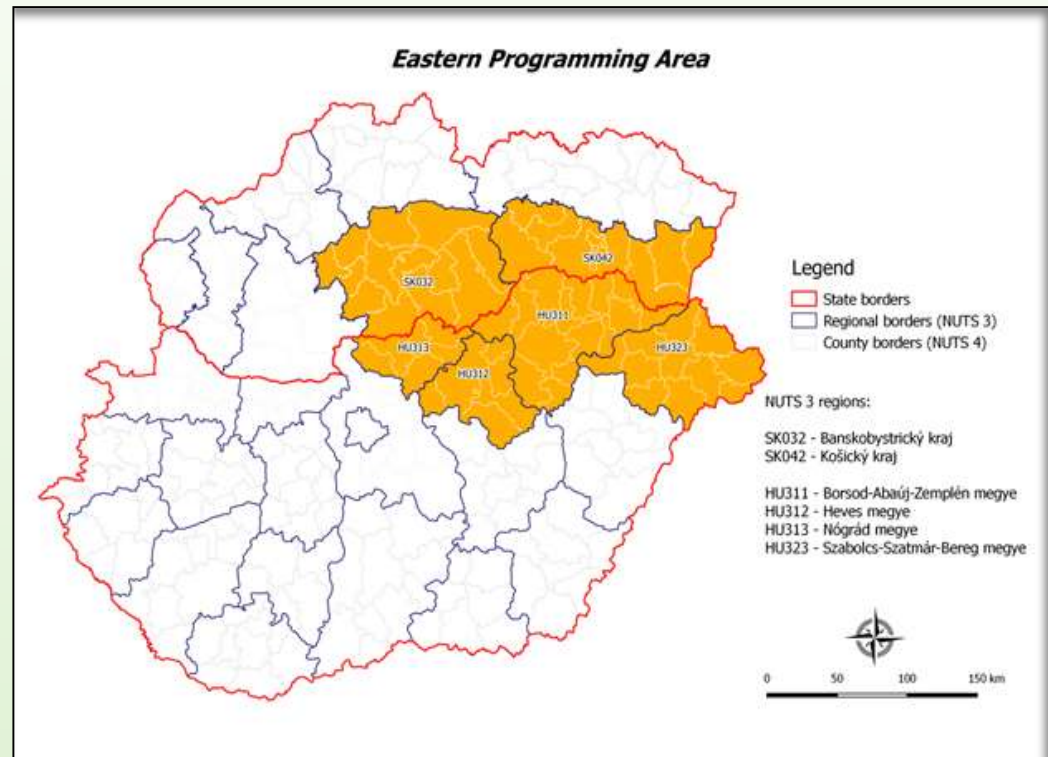 Eastern Programming Area
SK032
SK042
HU311
HU313
HU312
HU323
Legend
State borders
Regional borders (NUTS 3)
County borders (NUTS 4)
NUTS 3 regions:
SK032 - Banskobystrický kraj
SK042 - Košický kraj
HU311 - Borsod-Abaúj-Zemplén megye
HU312 - Heves megye
HU313 - Nógrád megye
HU323 - Szabolcs-Szatmár-Bereg megye
0 50 100 150 km